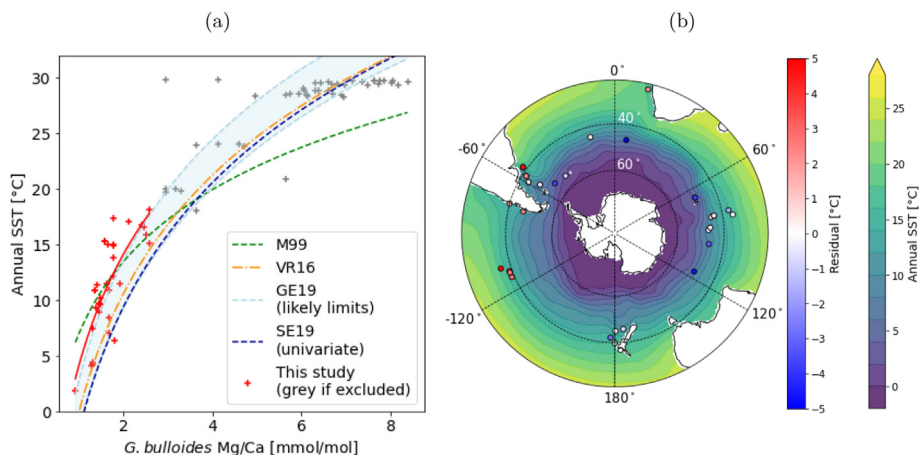 (a)
(b)
Annual SST [°C]
30
25
20
15
10
5
0
2
4
6
8
G. bulloides Mg/Ca [mmol/mol]
M99
VR16
GE19
(likely limits)
SE19
(univariate)
This study
(grey if excluded)
0°
60°
120°
180°
-120°
-60°
40°
60°
5
4
3
2
1
0
-1
-2
-3
-4
-5
Residual [°C]
25
20
15
10
5
0
Annual SST [°C]